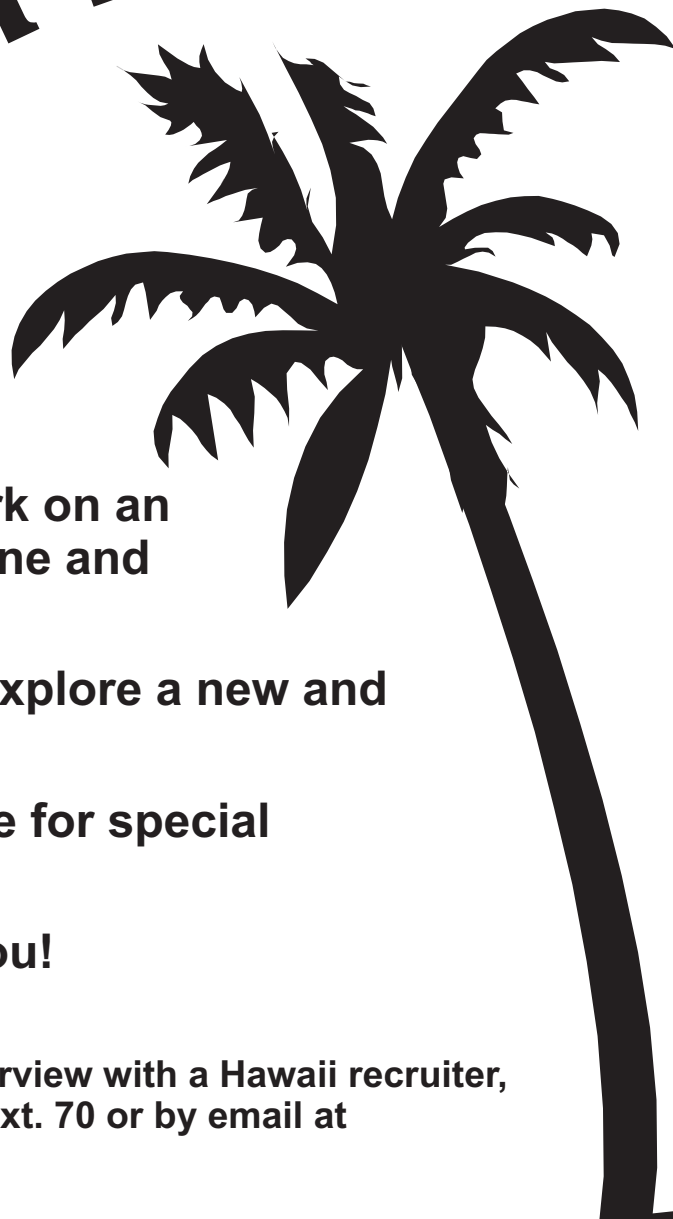 rk on an
ne and
xplore a new and
e for special
ou!
rview with a Hawaii recruiter,
xt. 70 or by email at